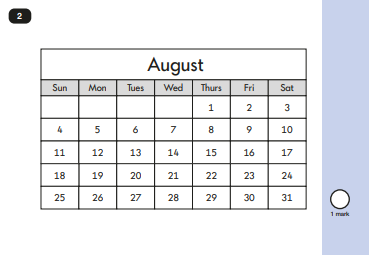 2
August
Sun Mon Tues Wed Thurs Fri Sat
1 2 3
4 5 6 7 8 9 10
11 12 13 14 15 16 17
18 19 20 21 22 23 24
25 26 27 28 29 30 31
1 mark